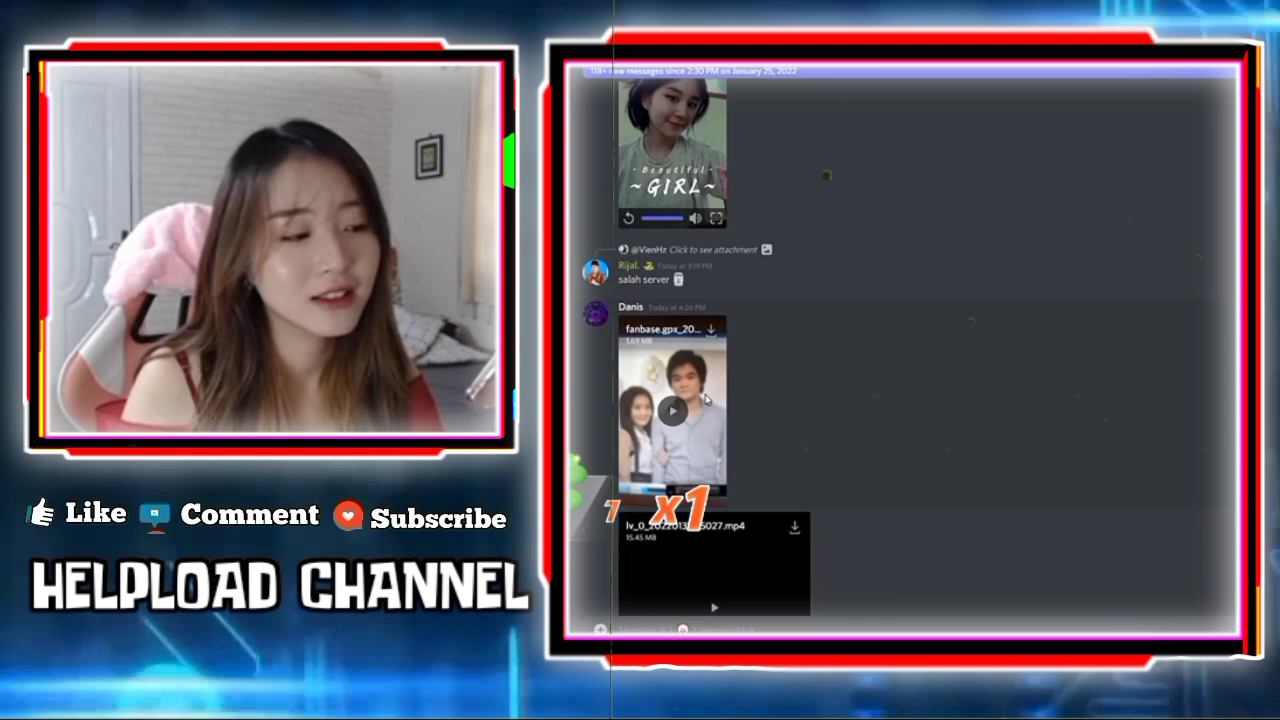 118+ new messages since 2:30 PM on January 25, 2022
Beautiful
~ GIRL ~
@VienHz Click to see attachment
Rijal. Today at 3:19 PM
salah server
Danis Today at 4:26 PM
fanbase.gpx_20...
1.69 MB
7 x1
15.45 MB
Like Comment Subscribe
HELPLOAD CHANNEL